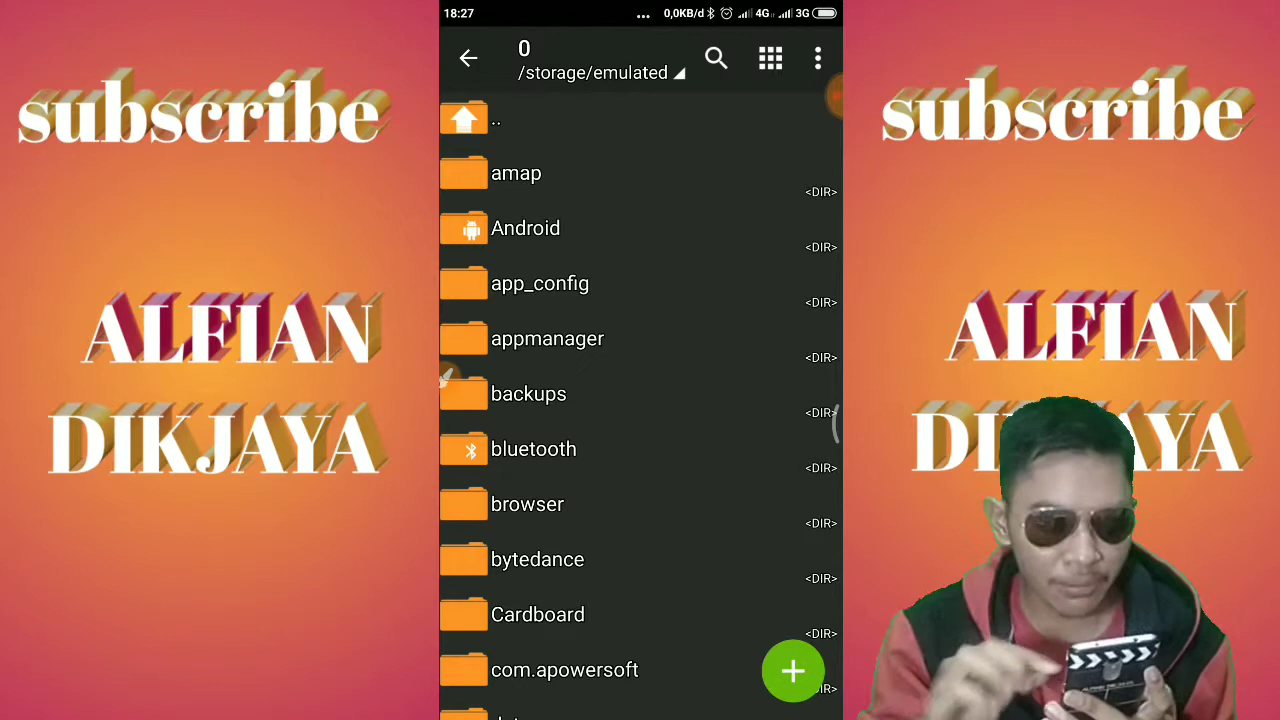 subscribe
ALFIAN
DIKJAYA
18:27
... 0,0KB/d 4G 3G
0
/storage/emulated
..
amap
<DIR>
Android
<DIR>
app_config
<DIR>
appmanager
<DIR>
backups
<DIR>
bluetooth
<DIR>
browser
<DIR>
bytedance
<DIR>
Cardboard
<DIR>
com.apowersoft
subscribe
ALFIAN